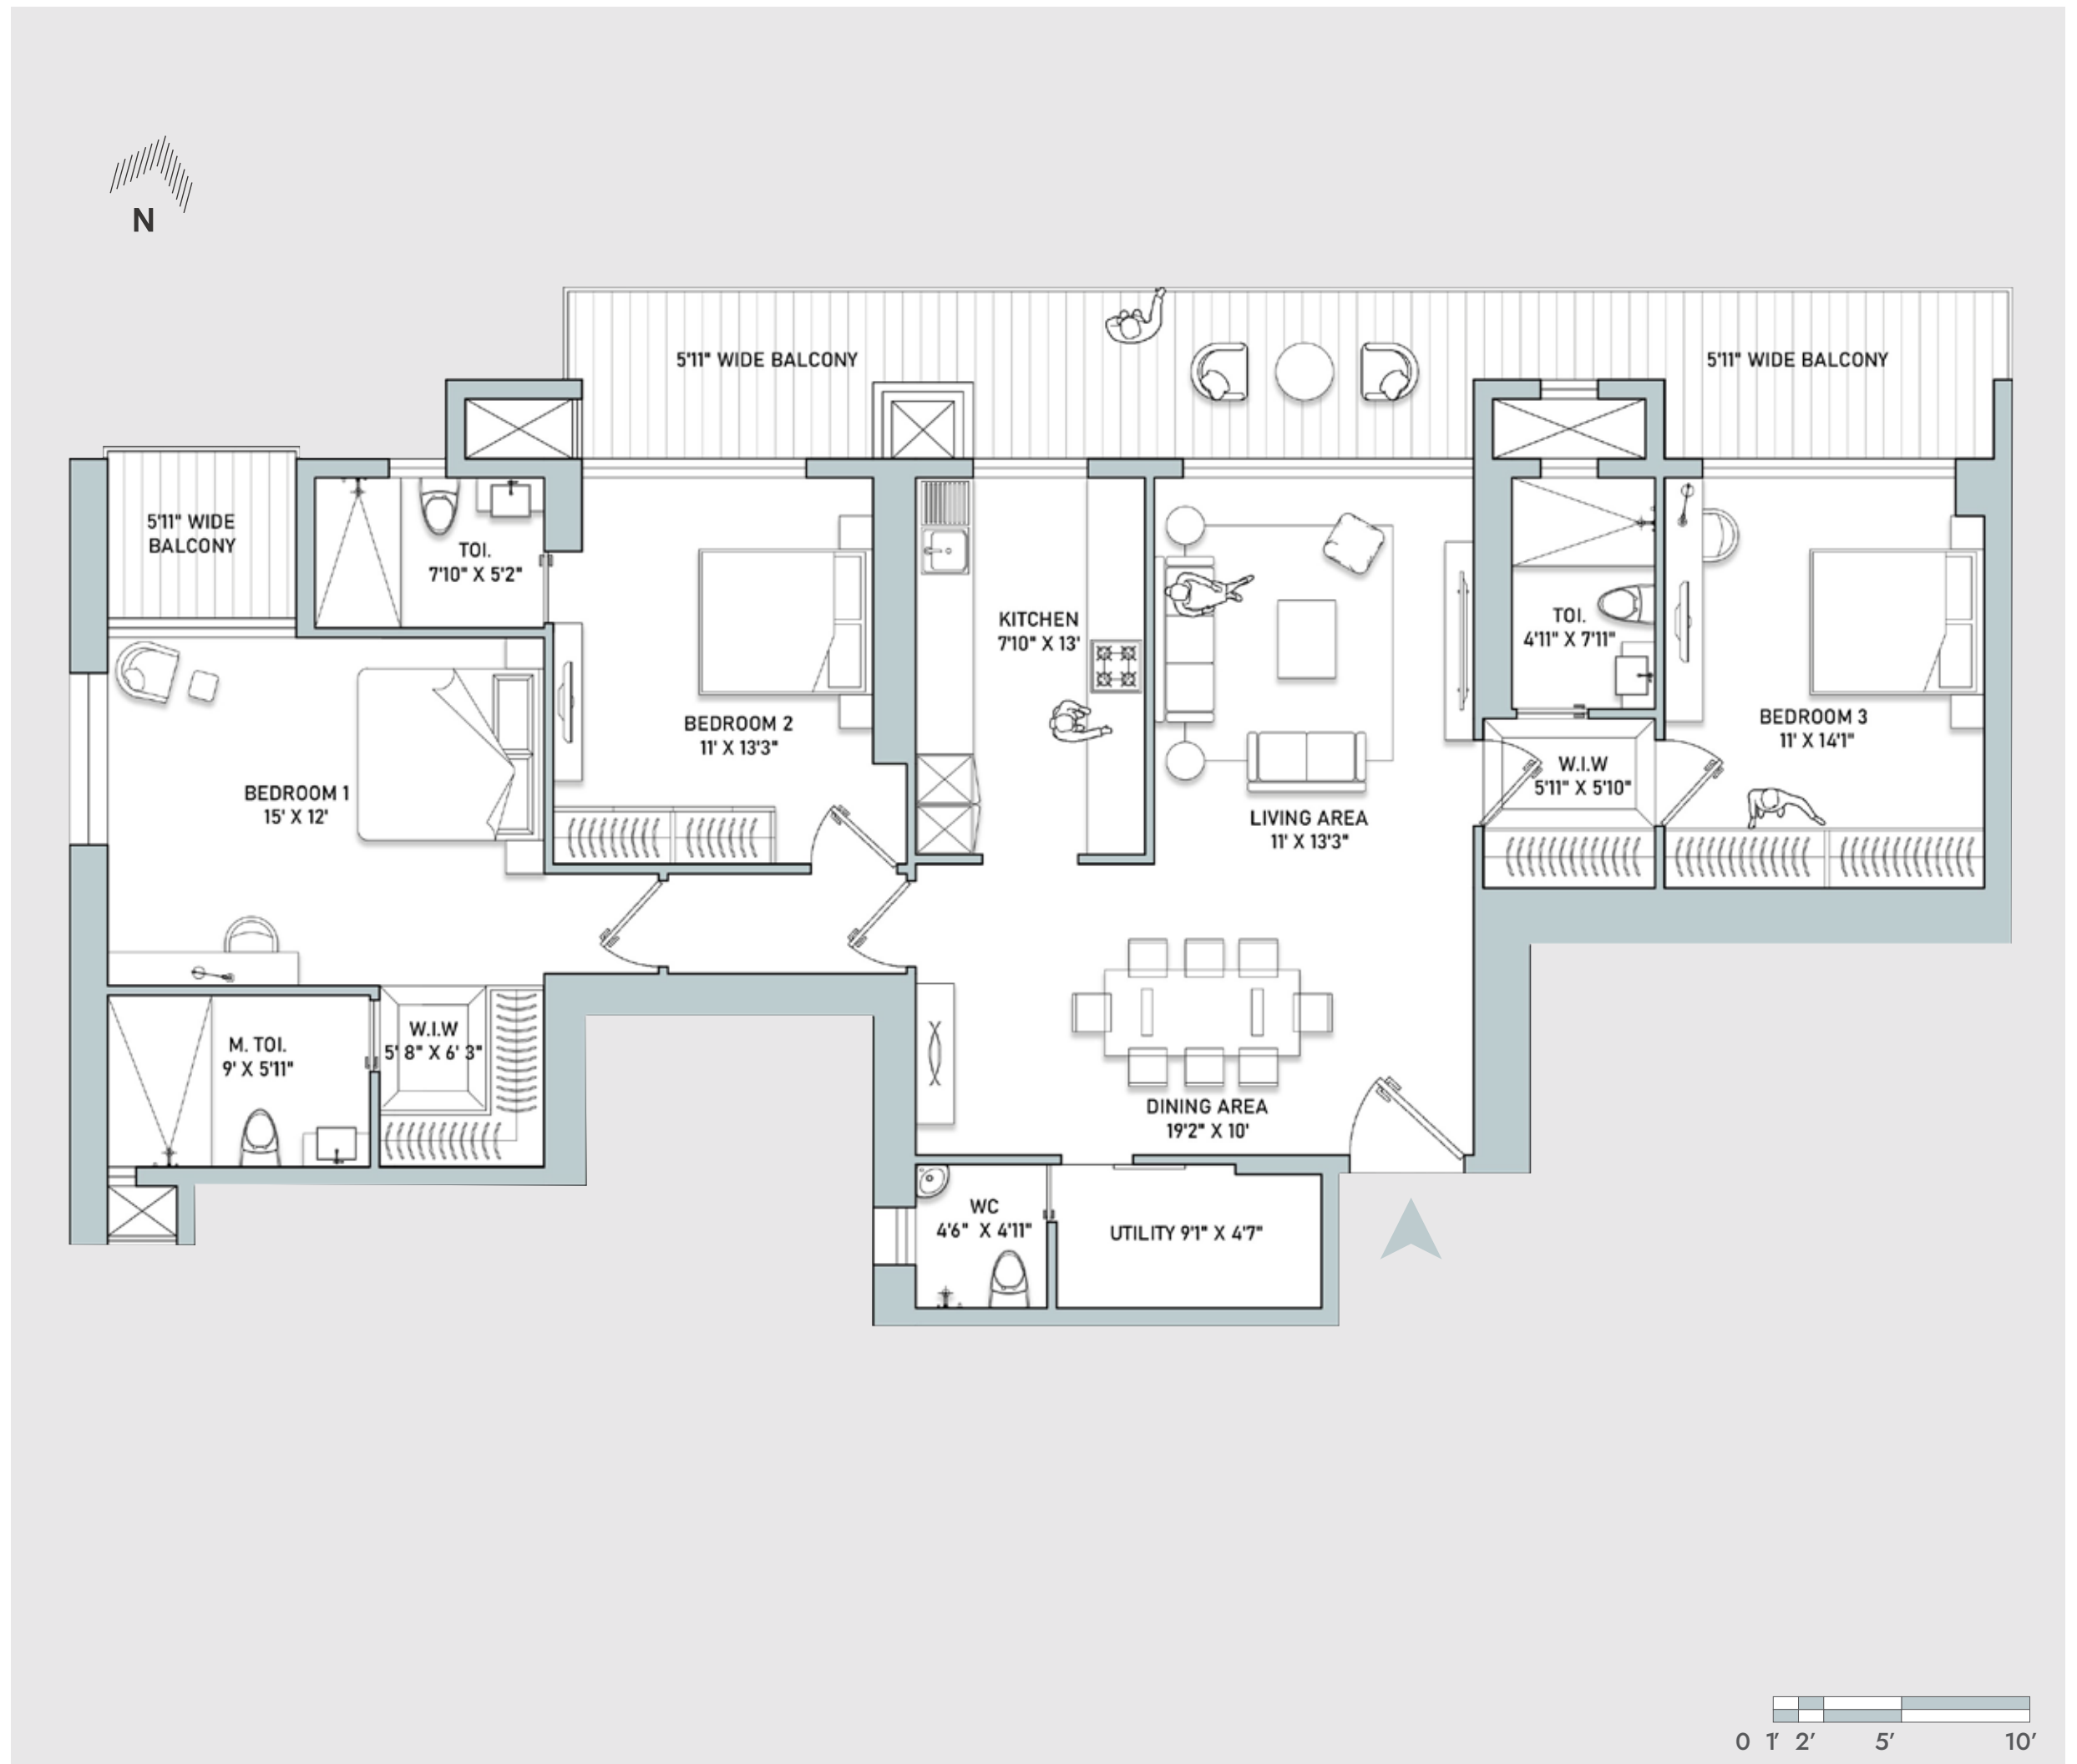 N
5'11" WIDE BALCONY
5'11" WIDE BALCONY
5'11" WIDE
BALCONY
TOI.
7'10" X 5'2"
KITCHEN
7'10" X 13'
TOI.
4'11" X 7'11"
BEDROOM 2
11' X 13'3"
BEDROOM 3
11' X 14'1"
W.I.W
5'11" X 5'10"
BEDROOM 1
15' X 12'
LIVING AREA
11' X 13'3"
W.I.W
5' 8" X 6' 3"
M. TOI.
9' X 5'11"
DINING AREA
19'2" X 10'
WC
4'6" X 4'11"
UTILITY 9'1" X 4'7"
0 1' 2' 5' 10'